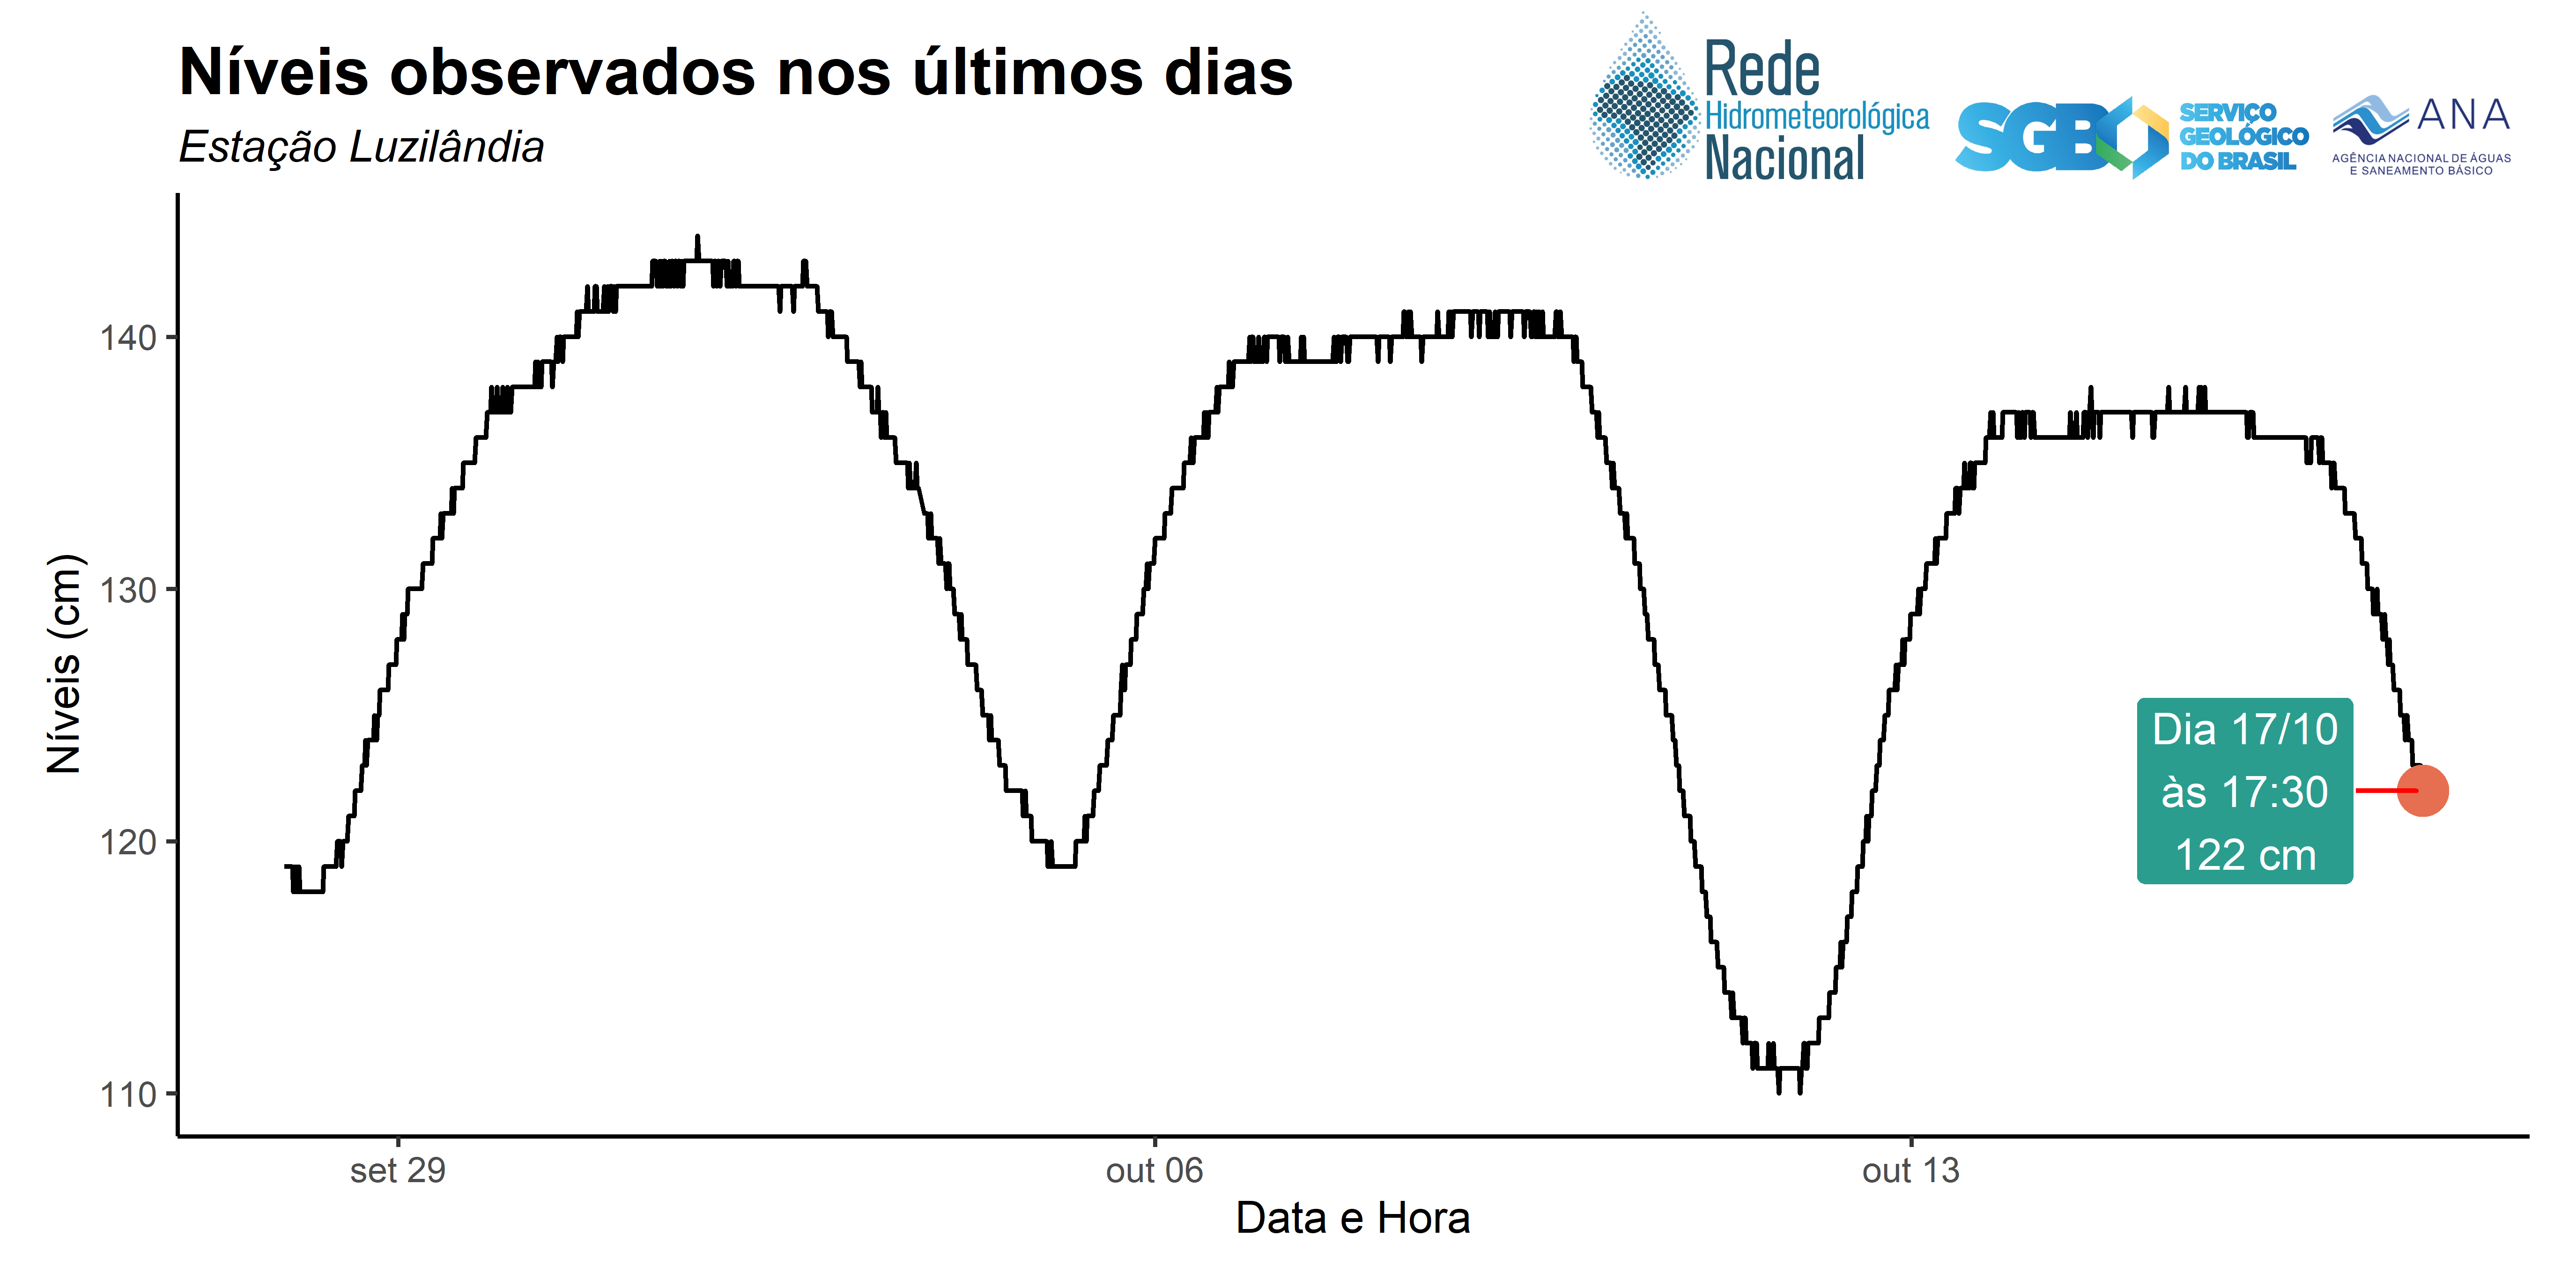 Níveis observados nos últimos dias
Estação Luzilândia
Rede
Hidrometeorológica
Nacional
SGB
SERVIÇO
GEOLÓGICO
DO BRASIL
ANA
AGÊNCIA NACIONAL DE ÁGUAS
E SANEAMENTO BÁSICO
Níveis (cm)
140
130
120
110
Dia 17/10
às 17:30
122 cm
set 29
out 06
out 13
Data e Hora